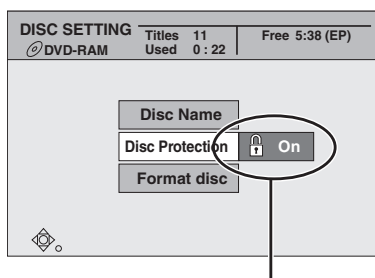 DISC SETTING
DVD-RAM
Titles 11
Used 0 : 22
Free 5:38 (EP)
Disc Name
Disc Protection On
Format disc